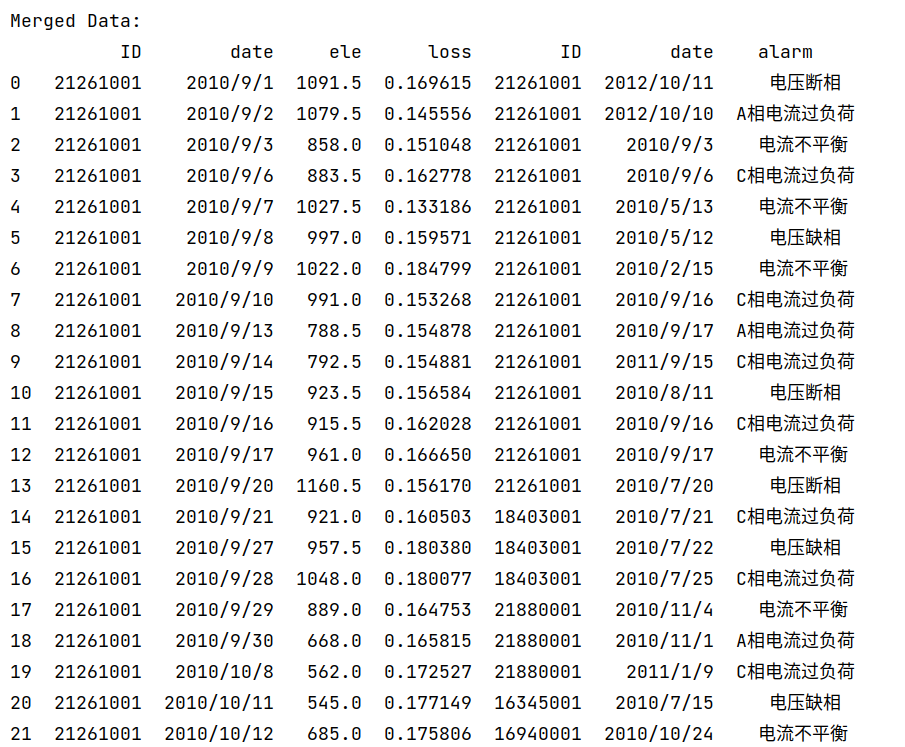 Merged Data:
ID date ele loss ID date alarm
0 21261001 2010/9/1 1091.5 0.169615 21261001 2012/10/11 电压断相
1 21261001 2010/9/2 1079.5 0.145556 21261001 2012/10/10 A相电流过负荷
2 21261001 2010/9/3 858.0 0.151048 21261001 2010/9/3 电流不平衡
3 21261001 2010/9/6 883.5 0.162778 21261001 2010/9/6 C相电流过负荷
4 21261001 2010/9/7 1027.5 0.133186 21261001 2010/5/13 电流不平衡
5 21261001 2010/9/8 997.0 0.159571 21261001 2010/5/12 电压缺相
6 21261001 2010/9/9 1022.0 0.184799 21261001 2010/2/15 电流不平衡
7 21261001 2010/9/10 991.0 0.153268 21261001 2010/9/16 C相电流过负荷
8 21261001 2010/9/13 788.5 0.154878 21261001 2010/9/17 A相电流过负荷
9 21261001 2010/9/14 792.5 0.154881 21261001 2011/9/15 C相电流过负荷
10 21261001 2010/9/15 923.5 0.156584 21261001 2010/8/11 电压断相
11 21261001 2010/9/16 915.5 0.162028 21261001 2010/9/16 C相电流过负荷
12 21261001 2010/9/17 961.0 0.166650 21261001 2010/9/17 电流不平衡
13 21261001 2010/9/20 1160.5 0.156170 21261001 2010/7/20 电压断相
14 21261001 2010/9/21 921.0 0.160503 18403001 2010/7/21 C相电流过负荷
15 21261001 2010/9/27 957.5 0.180380 18403001 2010/7/22 电压缺相
16 21261001 2010/9/28 1048.0 0.180077 18403001 2010/7/25 C相电流过负荷
17 21261001 2010/9/29 889.0 0.164753 21880001 2010/11/4 电流不平衡
18 21261001 2010/9/30 668.0 0.165815 21880001 2010/11/1 A相电流过负荷
19 21261001 2010/10/8 562.0 0.172527 21880001 2011/1/9 C相电流过负荷
20 21261001 2010/10/11 545.0 0.177149 16345001 2010/7/15 电压缺相
21 21261001 2010/10/12 685.0 0.175806 16940001 2010/10/24 电流不平衡